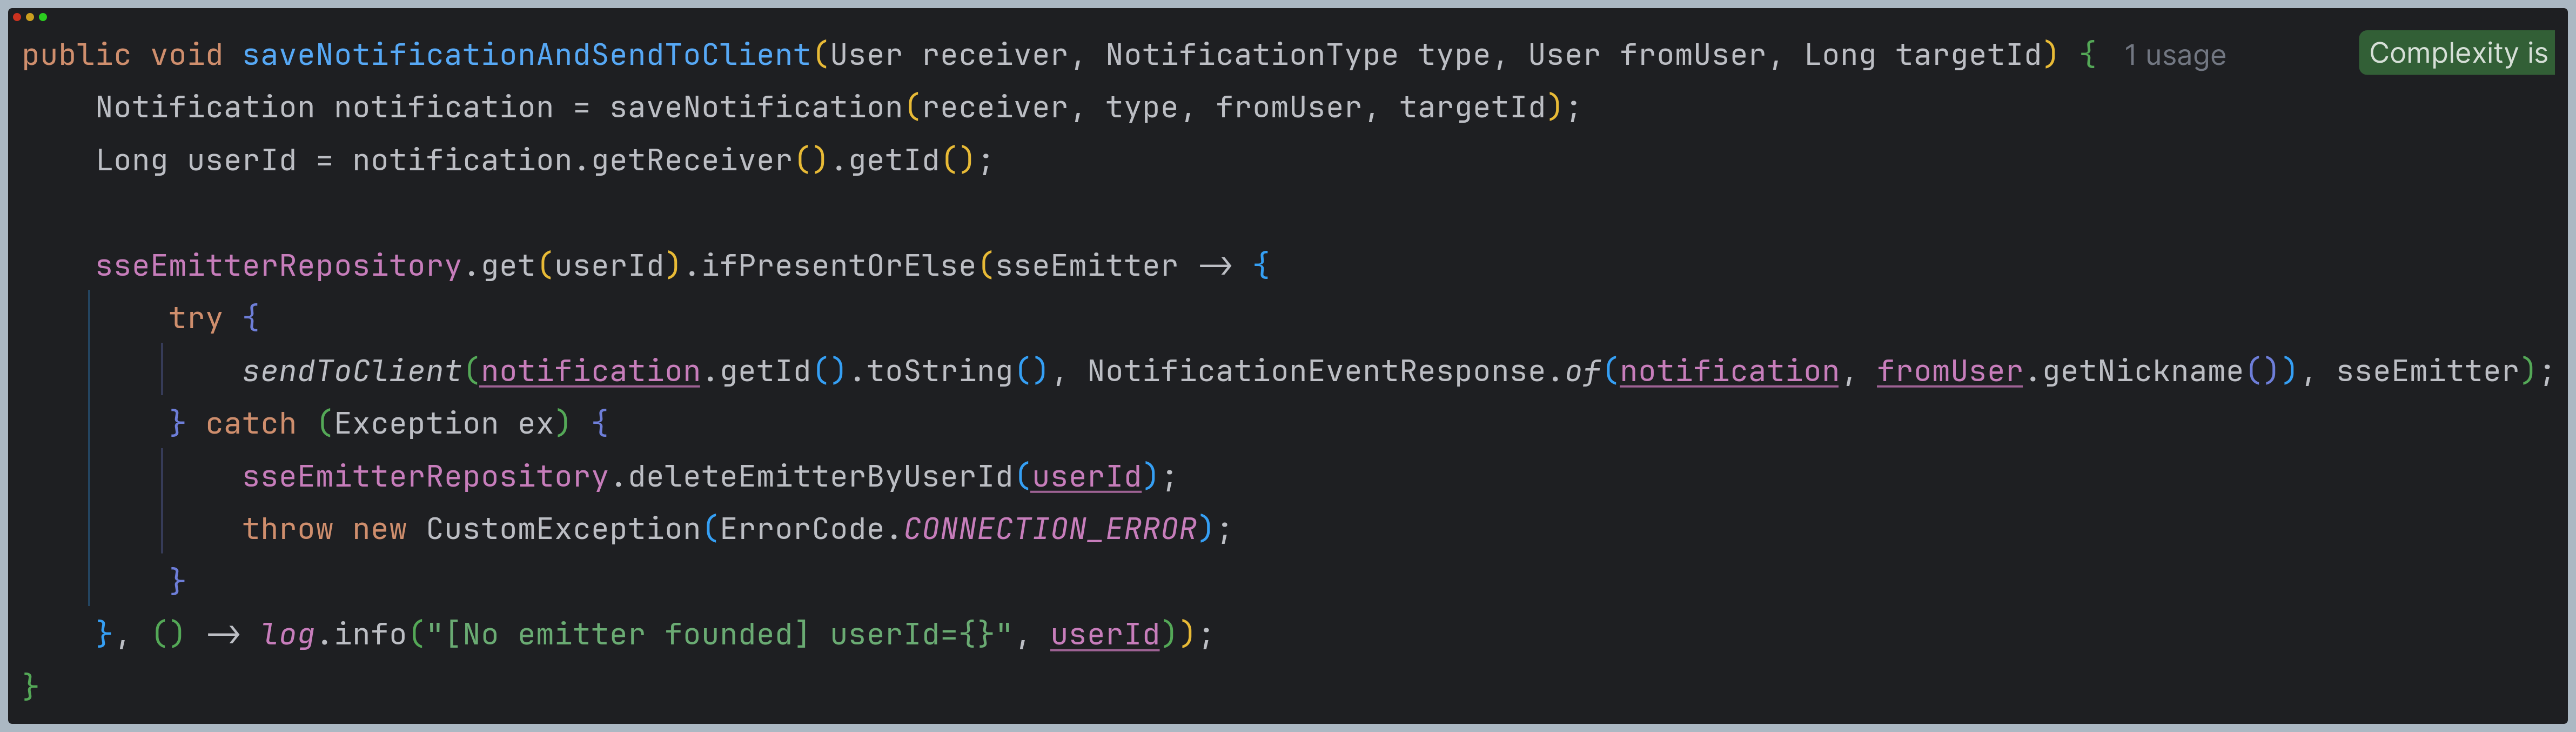 public void saveNotificationAndSendToClient(User receiver, NotificationType type, User fromUser, Long targetId) { 1 usage Complexity is
    Notification notification = saveNotification(receiver, type, fromUser, targetId);
    Long userId = notification.getReceiver().getId();

    sseEmitterRepository.get(userId).ifPresentOrElse(sseEmitter -> {
        try {
            sendToClient(notification.getId().toString(), NotificationEventResponse.of(notification, fromUser.getNickname()), sseEmitter);
        } catch (Exception ex) {
            sseEmitterRepository.deleteEmitterByUserId(userId);
            throw new CustomException(ErrorCode.CONNECTION_ERROR);
        }
    }, () -> log.info("[No emitter founded] userId={}", userId));
}